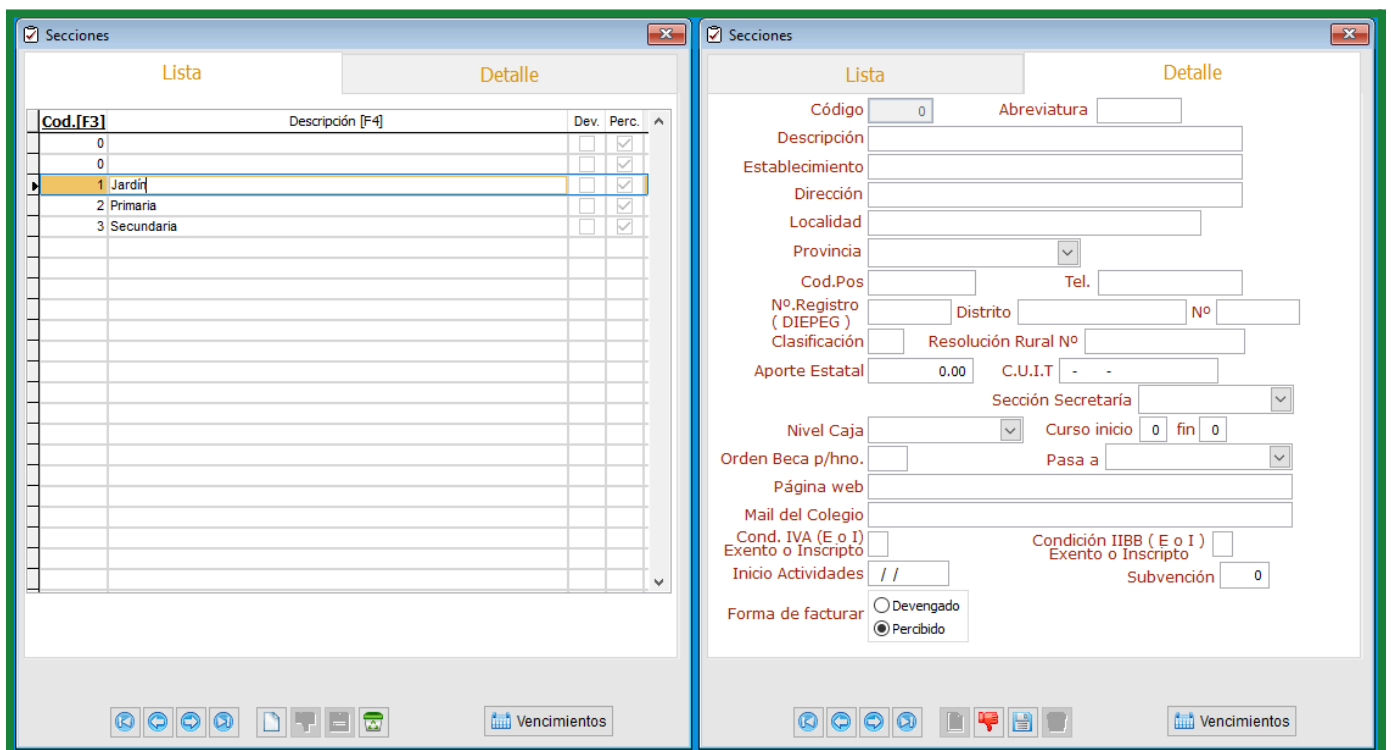 Secciones
Lista Detalle
Cod.[F3] Descripción [F4] Dev. Perc.
0
0
1 Jardín
2 Primaria
3 Secundaria
Vencimientos
Secciones
Lista Detalle
Código 0 Abreviatura
Descripción
Establecimiento
Dirección
Localidad
Provincia
Cod.Pos Tel.
Nº.Registro
( DIEPEG ) Distrito Nº
Clasificación Resolución Rural Nº
Aporte Estatal 0.00 C.U.I.T - -
Sección Secretaría
Nivel Caja Curso inicio 0 fin 0
Orden Beca p/hno. Pasa a
Página web
Mail del Colegio
Cond. IVA (E o I)
Exento o Inscripto
Condición IIBB ( E o I )
Exento o Inscripto
Inicio Actividades / / Subvención 0
Forma de facturar
Devengado
Percibido
Vencimientos